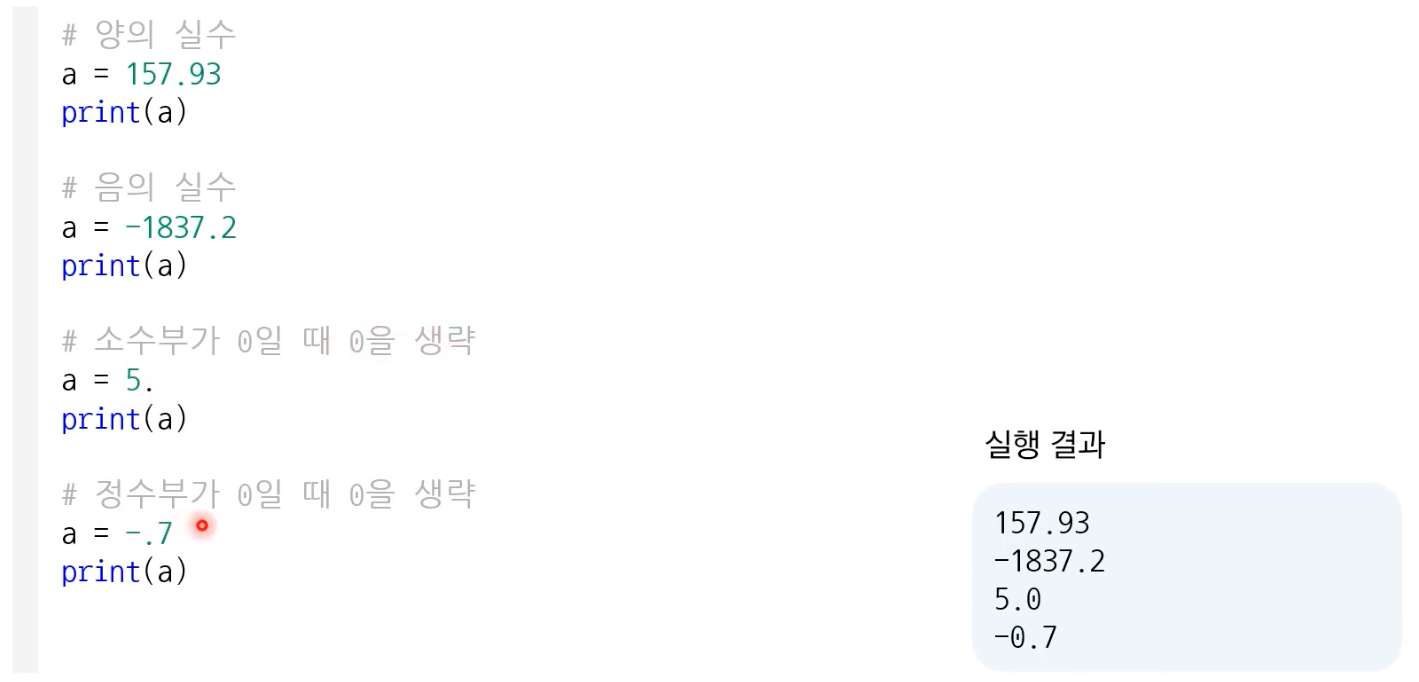 # 양의 실수
a = 157.93
print(a)
# 음의 실수
a = -1837.2
print(a)
# 소수부가 0일 때 0을 생략
a = 5.
print(a)
# 정수부가 0일 때 0을 생략
a = -.7
print(a)
실행 결과
157.93
-1837.2
5.0
-0.7